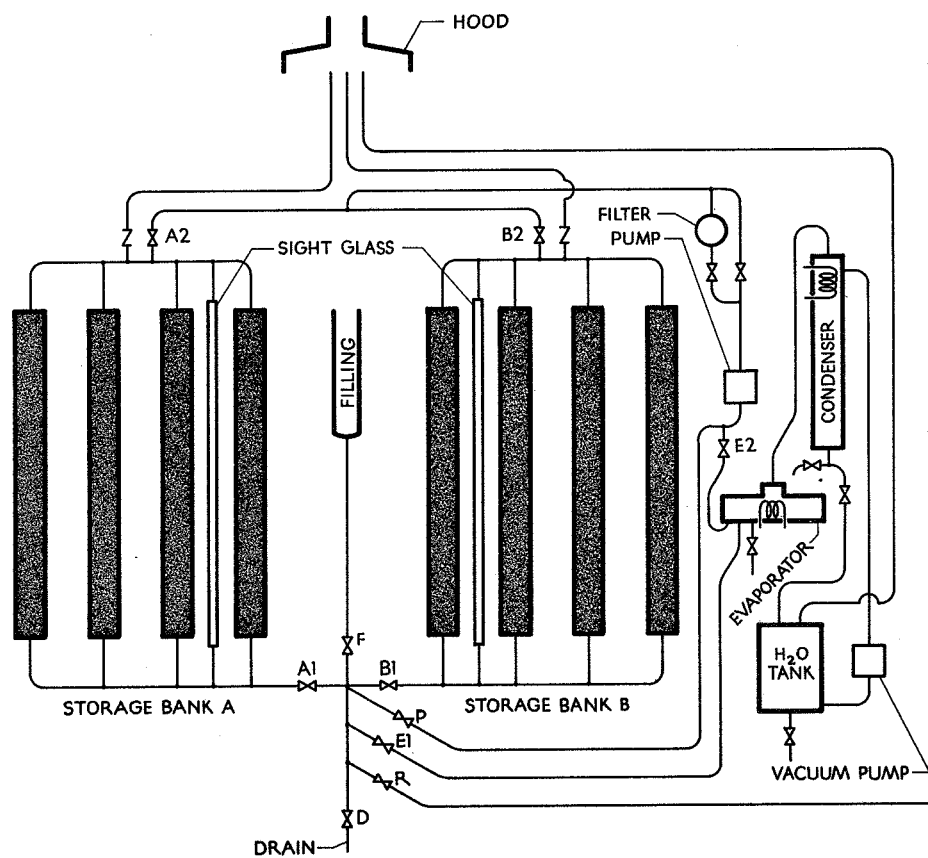 HOOD
FILTER
PUMP
A2
B2
SIGHT GLASS
FILLING
CONDENSER
E2
EVAPORATOR
F
A1
B1
H₂O
TANK
STORAGE BANK A
STORAGE BANK B
P
E1
R
VACUUM PUMP
D
DRAIN